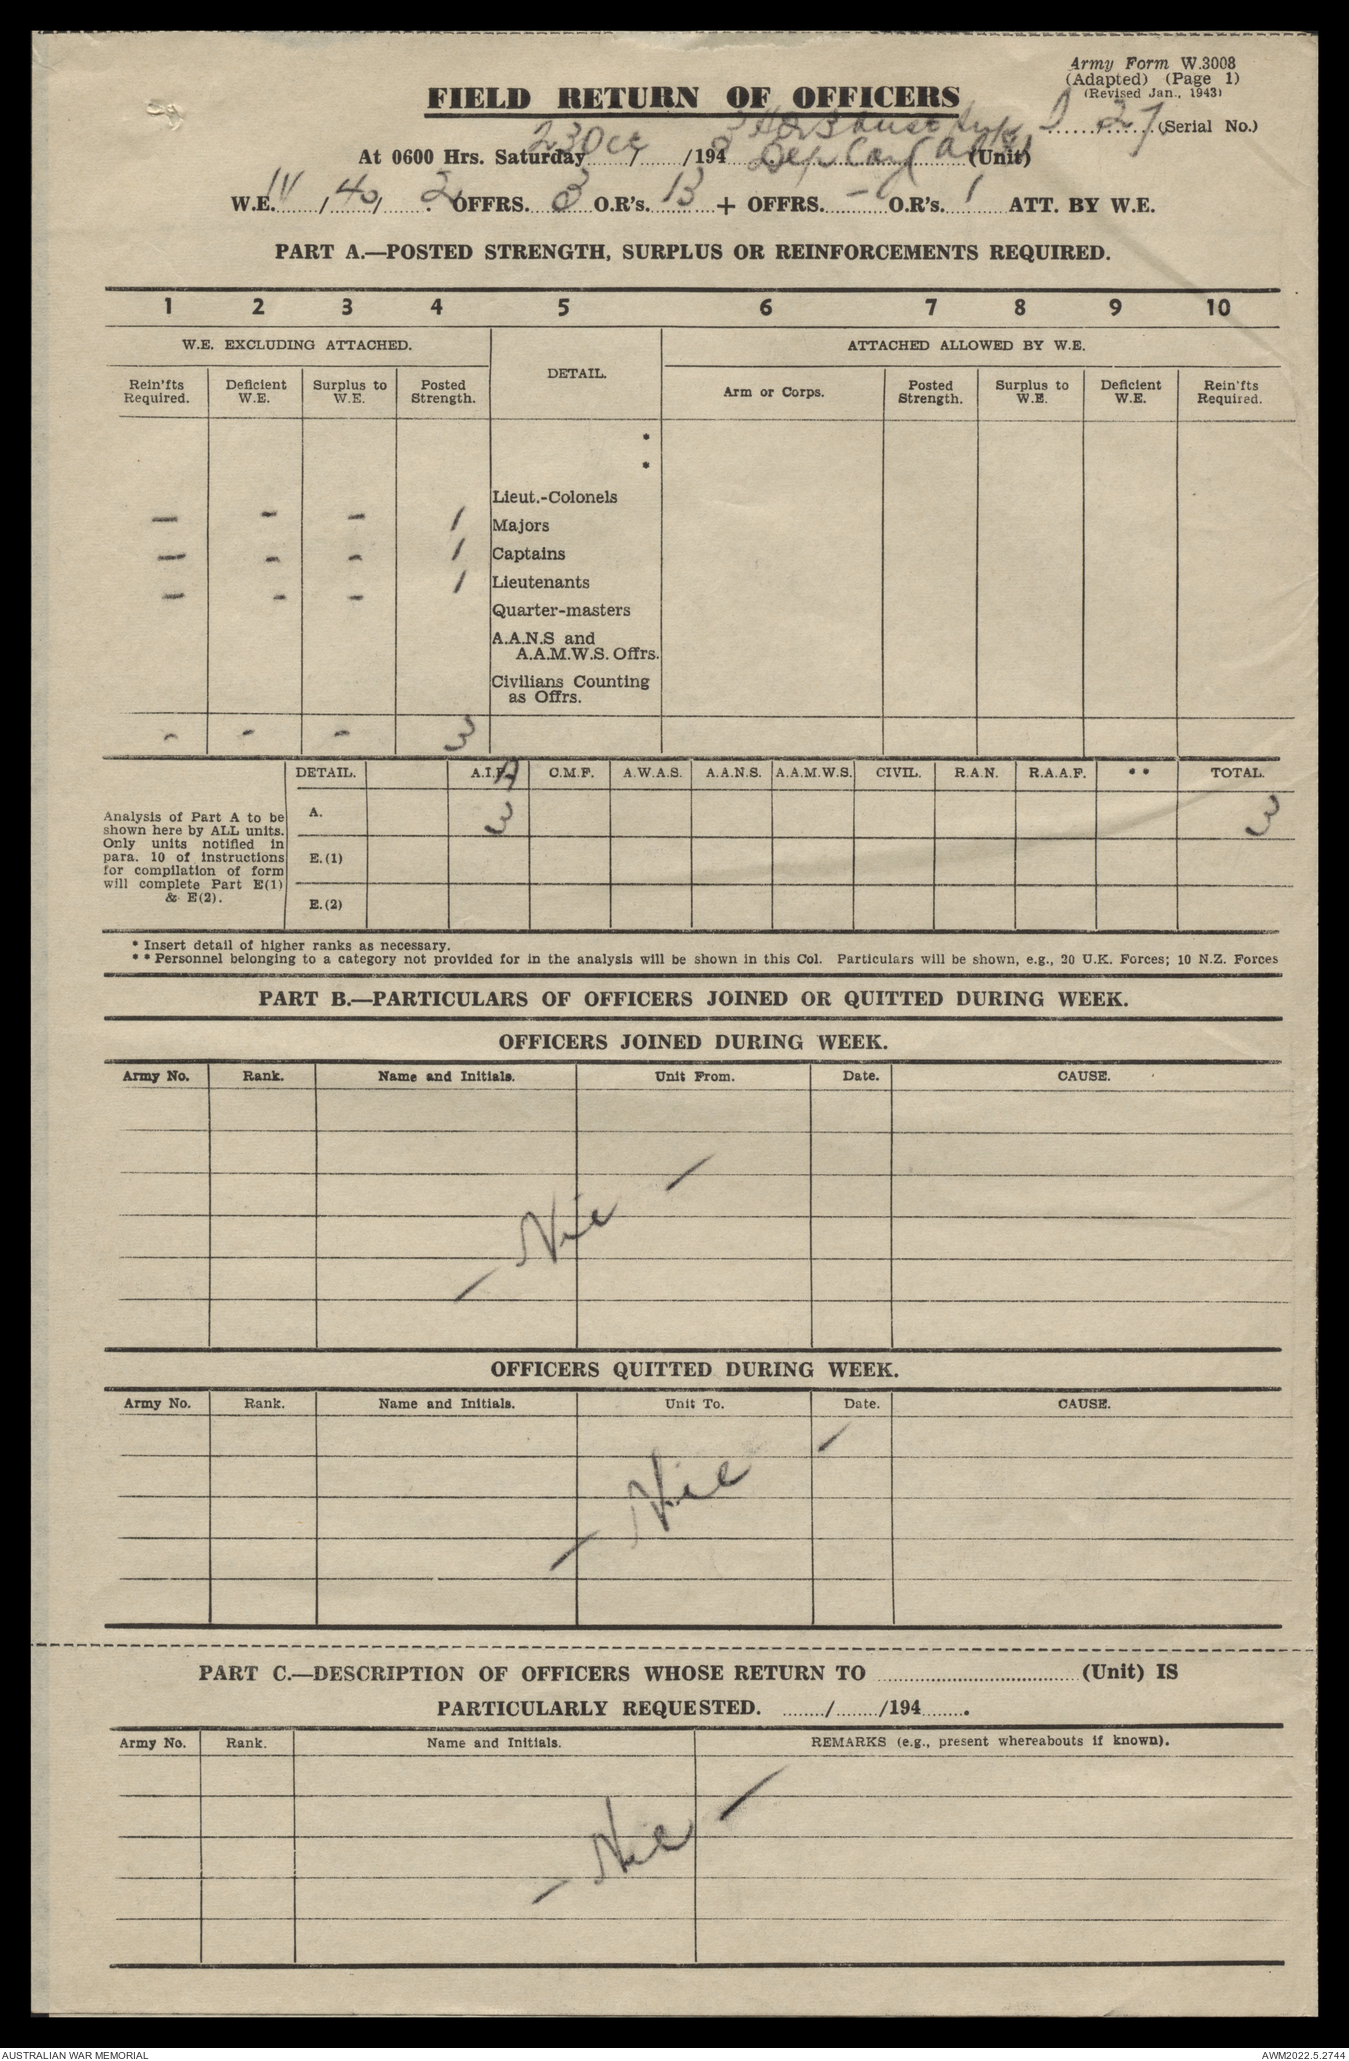 Army Form W.3008
(Adapted) (Page 1)
(Revised Jan., 1943)
FIELD RETURN OF OFFICERS
27 (Serial No.)
At 0600 Hrs. Saturday 23 Oct / /194 3 (Unit)
W.E. IV / 40 / 2. OFFRS. 3 O.R's. 13 + OFFRS. - O.R's. 1 ATT. BY W.E.
PART A.—POSTED STRENGTH, SURPLUS OR REINFORCEMENTS REQUIRED.
1 2 3 4 5 6 7 8 9 10
W.E. EXCLUDING ATTACHED. DETAIL. ATTACHED ALLOWED BY W.E.
Rein'fts Required. Deficient W.E. Surplus to W.E. Posted Strength. Arm or Corps. Posted Strength. Surplus to W.E. Deficient W.E. Rein'fts Required.
*
*
Lieut.-Colonels
- - - 1 Majors
- - - 1 Captains
- - - 1 Lieutenants
Quarter-masters
A.A.N.S and
A.A.M.W.S. Offrs.
Civilians Counting
as Offrs.
- - - 3
DETAIL. A.I.F. C.M.F. A.W.A.S. A.A.N.S. A.A.M.W.S. CIVIL. R.A.N. R.A.A.F. ** TOTAL.
Analysis of Part A to be
shown here by ALL units.
Only units notified in
para. 10 of instructions
for compilation of form
will complete Part E(1)
& E(2).
A. 3 3
E.(1)
E.(2)
* Insert detail of higher ranks as necessary.
** Personnel belonging to a category not provided for in the analysis will be shown in this Col. Particulars will be shown, e.g., 20 U.K. Forces; 10 N.Z. Forces
PART B.—PARTICULARS OF OFFICERS JOINED OR QUITTED DURING WEEK.
OFFICERS JOINED DURING WEEK.
Army No. Rank. Name and Initials. Unit From. Date. CAUSE.
- Nil -
OFFICERS QUITTED DURING WEEK.
Army No. Rank. Name and Initials. Unit To. Date. CAUSE.
- Nil -
PART C.—DESCRIPTION OF OFFICERS WHOSE RETURN TO ........ (Unit) IS
PARTICULARLY REQUESTED. ......../......../194........
Army No. Rank. Name and Initials. REMARKS (e.g., present whereabouts if known).
- Nil -
AUSTRALIAN WAR MEMORIAL AWM2022.5.2744